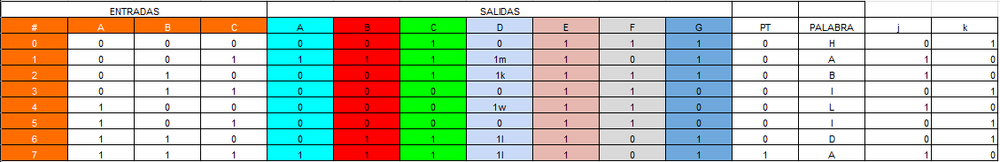 ENTRADAS SALIDAS
# A B C A B C D E F G PT PALABRA j k
0 0 0 0 0 0 1 0 1 1 1 0 H 0 1
1 0 0 1 1 1 1 1m 1 0 1 0 A 1 0
2 0 1 0 0 0 1 1k 1 1 1 0 B 1 0
3 0 1 1 0 0 0 0 1 1 0 0 I 0 1
4 1 0 0 0 0 0 1w 1 1 0 0 L 1 0
5 1 0 1 0 0 0 0 1 1 0 0 I 0 1
6 1 1 0 0 1 1 1l 1 0 1 0 D 0 1
7 1 1 1 1 1 1 1l 1 0 1 1 A 1 0